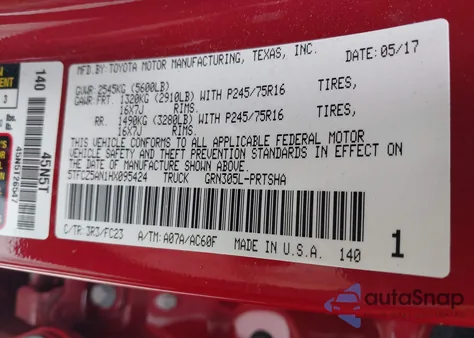 MFD.BY: TOYOTA MOTOR MANUFACTURING, TEXAS, INC. DATE: 05/17
GVWR: 2545KG (5600LB)
GAWR: FRT. 1320KG (2910LB) WITH P245/75R16 TIRES,
16X7J RIMS.
RR. 1490KG (3280LB) WITH P245/75R16 TIRES,
16X7J RIMS.
THIS VEHICLE CONFORMS TO ALL APPLICABLE FEDERAL MOTOR
VEHICLE SAFETY AND THEFT PREVENTION STANDARDS IN EFFECT ON
THE DATE OF MANUFACTURE SHOWN ABOVE.
5TFCZ5AN1HX095424 TRUCK GRN305L-PRTSHA
C/TR: 3R3/FC23 A/TM: A07A/AC60F MADE IN U.S.A. 140 1
140
4SN5T
autoSnap